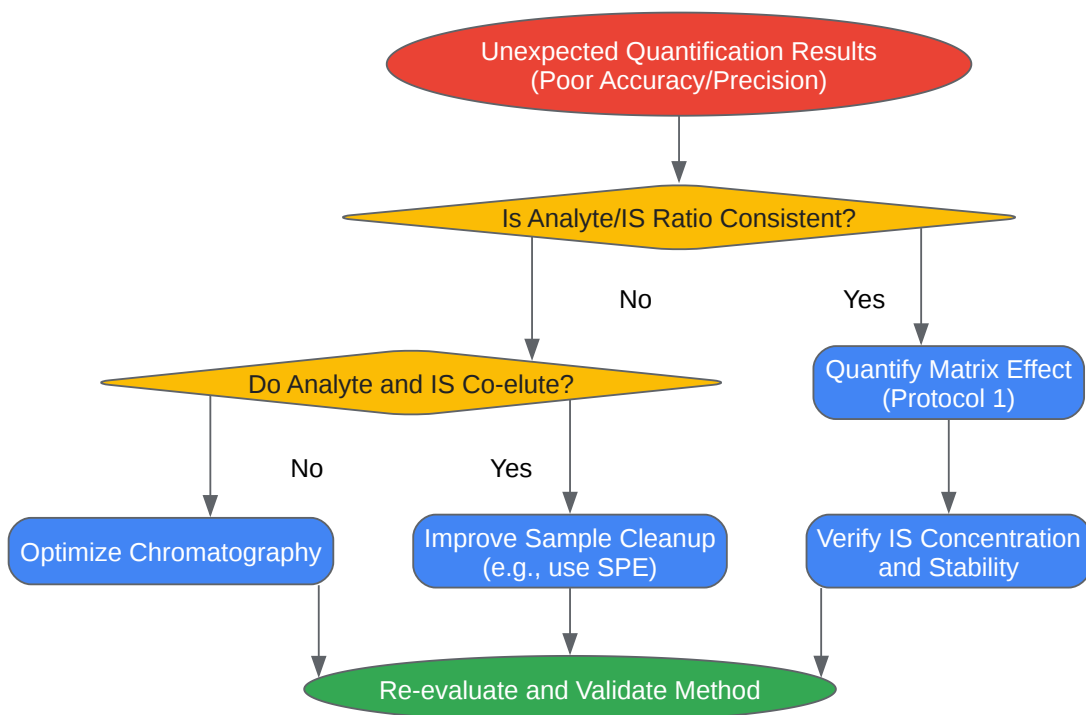 Unexpected Quantification Results
(Poor Accuracy/Precision)
Is Analyte/IS Ratio Consistent?
No
Yes
Quantify Matrix Effect
(Protocol 1)
Do Analyte and IS Co-elute?
No
Yes
Optimize Chromatography
Improve Sample Cleanup
(e.g., use SPE)
Verify IS Concentration
and Stability
Re-evaluate and Validate Method